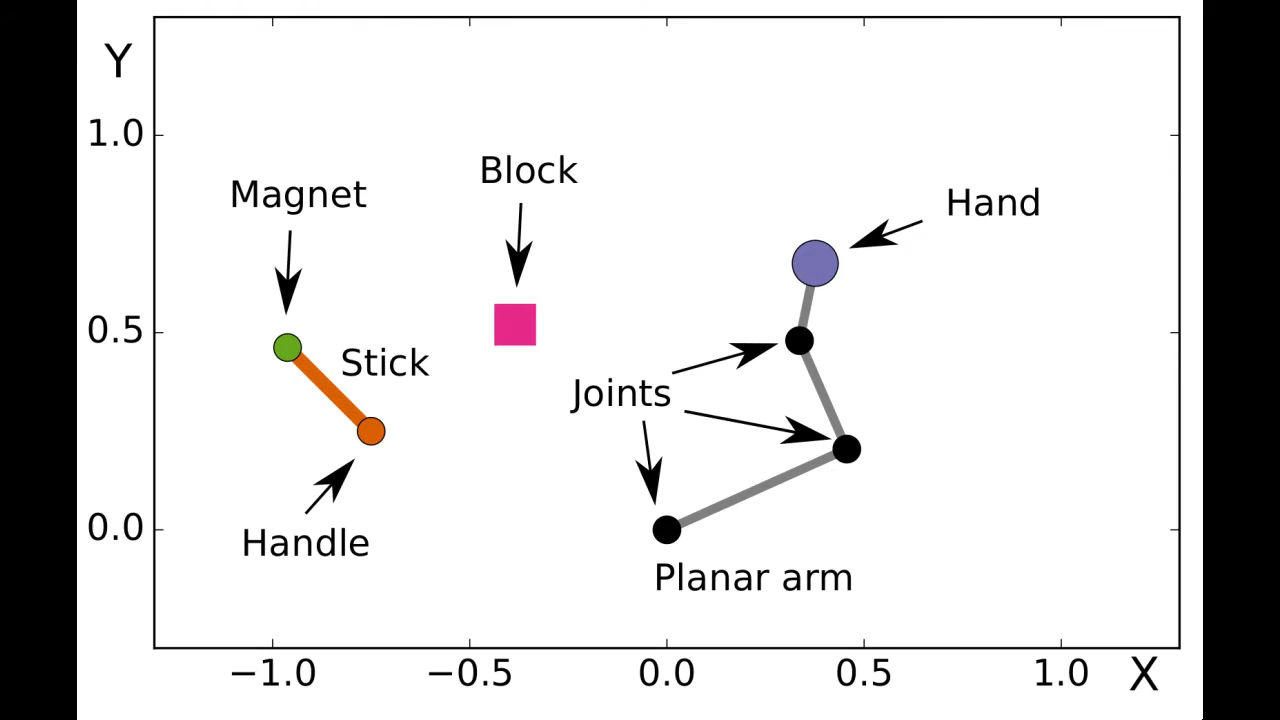 Y
1.0
Block
Magnet
Hand
0.5
Stick
Joints
0.0
Handle
Planar arm
−1.0 −0.5 0.0 0.5 1.0 X